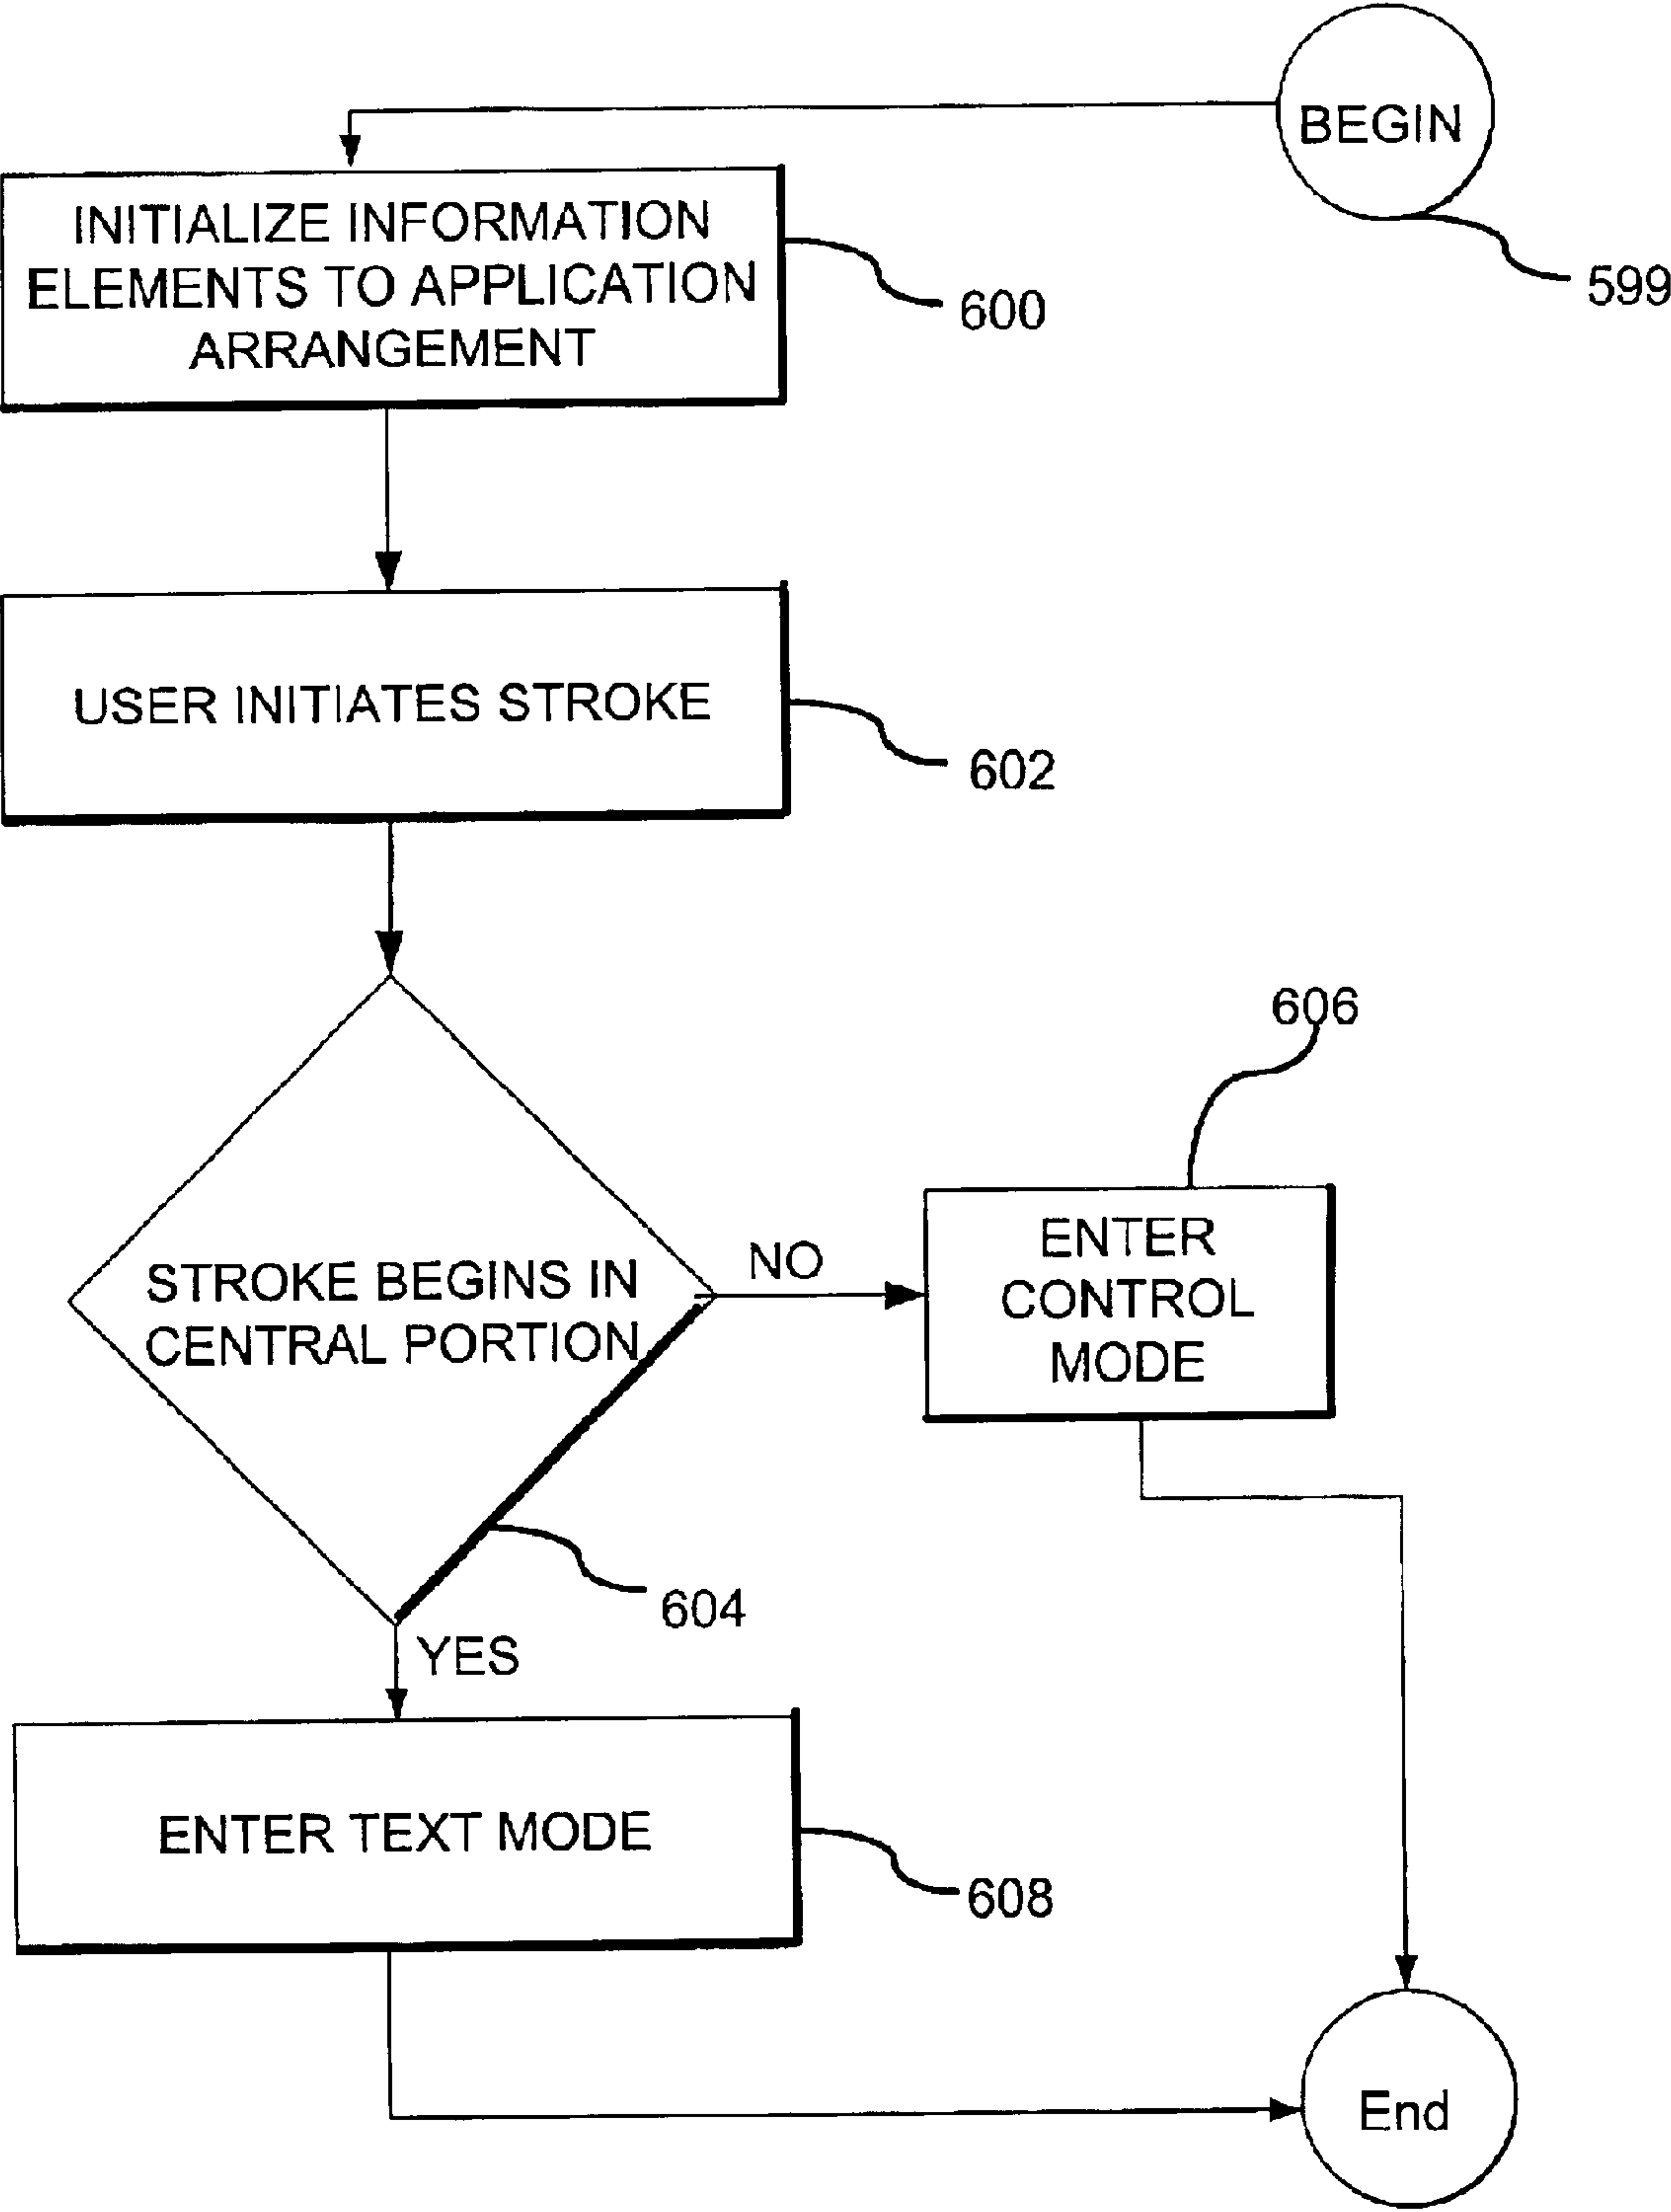 BEGIN
599
INITIALIZE INFORMATION
ELEMENTS TO APPLICATION
ARRANGEMENT
600
USER INITIATES STROKE
602
STROKE BEGINS IN
CENTRAL PORTION
604
NO
606
ENTER
CONTROL
MODE
YES
ENTER TEXT MODE
608
End